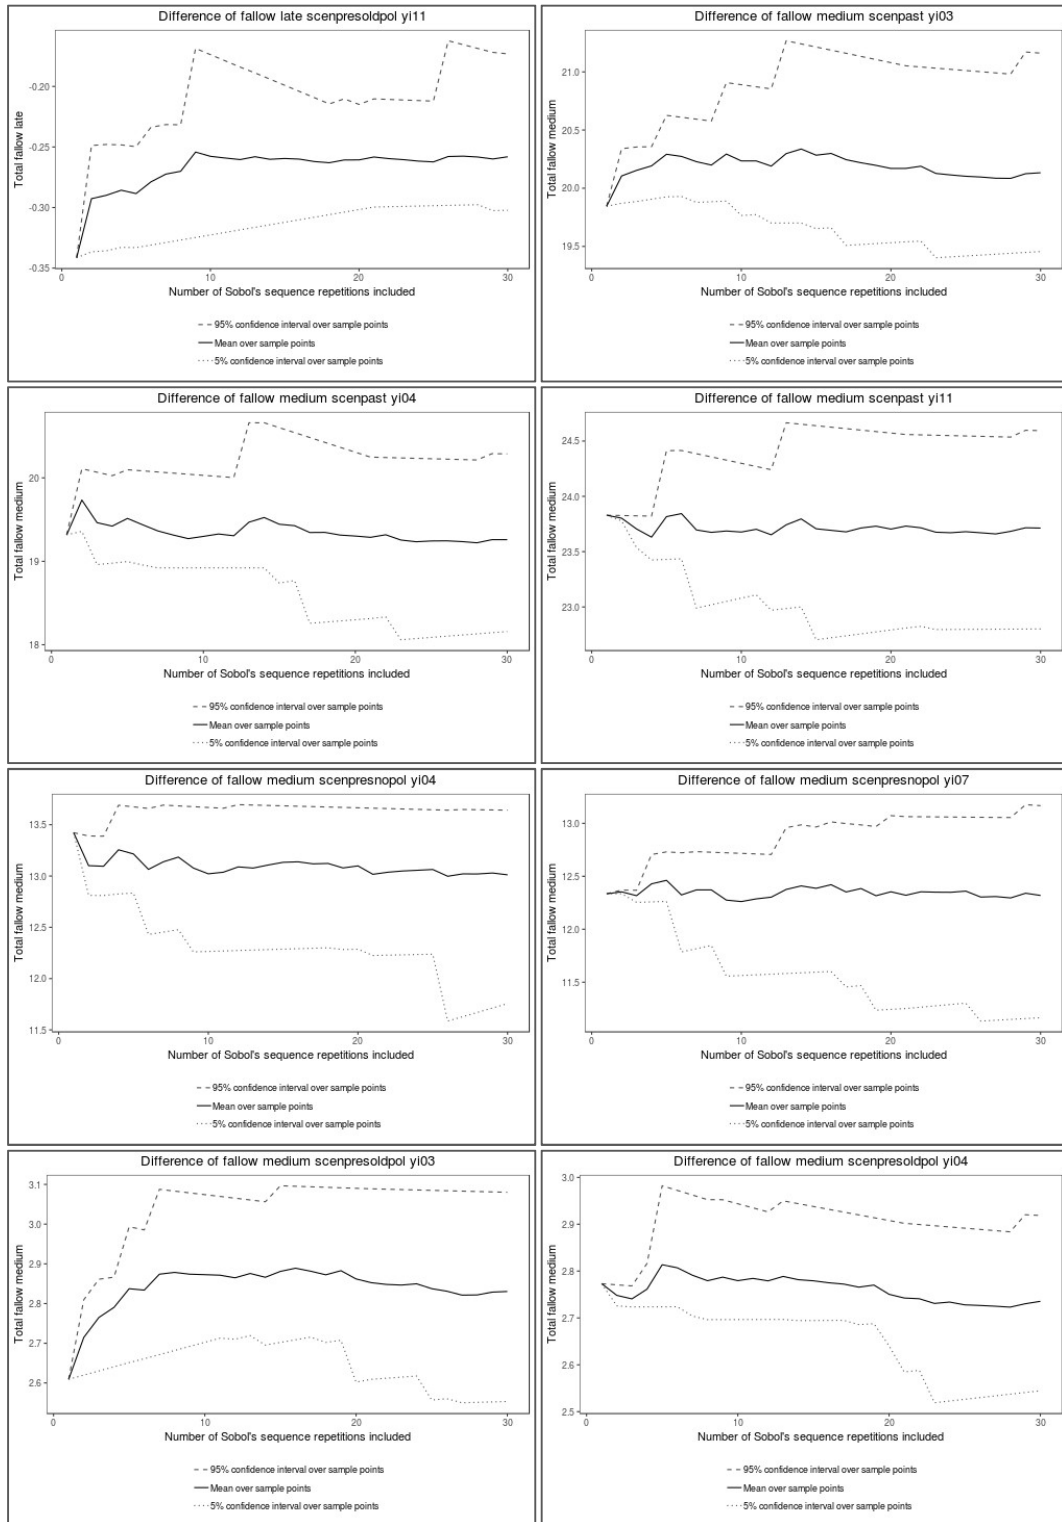 Difference of fallow late scenpresoldpol yi11
Total fallow late
-0.20
-0.25
-0.30
-0.35
0 10 20 30
Number of Sobol's sequence repetitions included
95% confidence interval over sample points
Mean over sample points
5% confidence interval over sample points
Difference of fallow medium scenpast yi03
Total fallow medium
21.0
20.5
20.0
19.5
0 10 20 30
Number of Sobol's sequence repetitions included
95% confidence interval over sample points
Mean over sample points
5% confidence interval over sample points
Difference of fallow medium scenpast yi04
Total fallow medium
20
19
18
0 10 20 30
Number of Sobol's sequence repetitions included
95% confidence interval over sample points
Mean over sample points
5% confidence interval over sample points
Difference of fallow medium scenpast yi11
Total fallow medium
24.5
24.0
23.5
23.0
0 10 20 30
Number of Sobol's sequence repetitions included
95% confidence interval over sample points
Mean over sample points
5% confidence interval over sample points
Difference of fallow medium scenpresnopol yi04
Total fallow medium
13.5
13.0
12.5
12.0
11.5
0 10 20 30
Number of Sobol's sequence repetitions included
95% confidence interval over sample points
Mean over sample points
5% confidence interval over sample points
Difference of fallow medium scenpresnopol yi07
Total fallow medium
13.0
12.5
12.0
11.5
0 10 20 30
Number of Sobol's sequence repetitions included
95% confidence interval over sample points
Mean over sample points
5% confidence interval over sample points
Difference of fallow medium scenpresoldpol yi03
Total fallow medium
3.1
3.0
2.9
2.8
2.7
2.6
0 10 20 30
Number of Sobol's sequence repetitions included
95% confidence interval over sample points
Mean over sample points
5% confidence interval over sample points
Difference of fallow medium scenpresoldpol yi04
Total fallow medium
3.0
2.9
2.8
2.7
2.6
2.5
0 10 20 30
Number of Sobol's sequence repetitions included
95% confidence interval over sample points
Mean over sample points
5% confidence interval over sample points